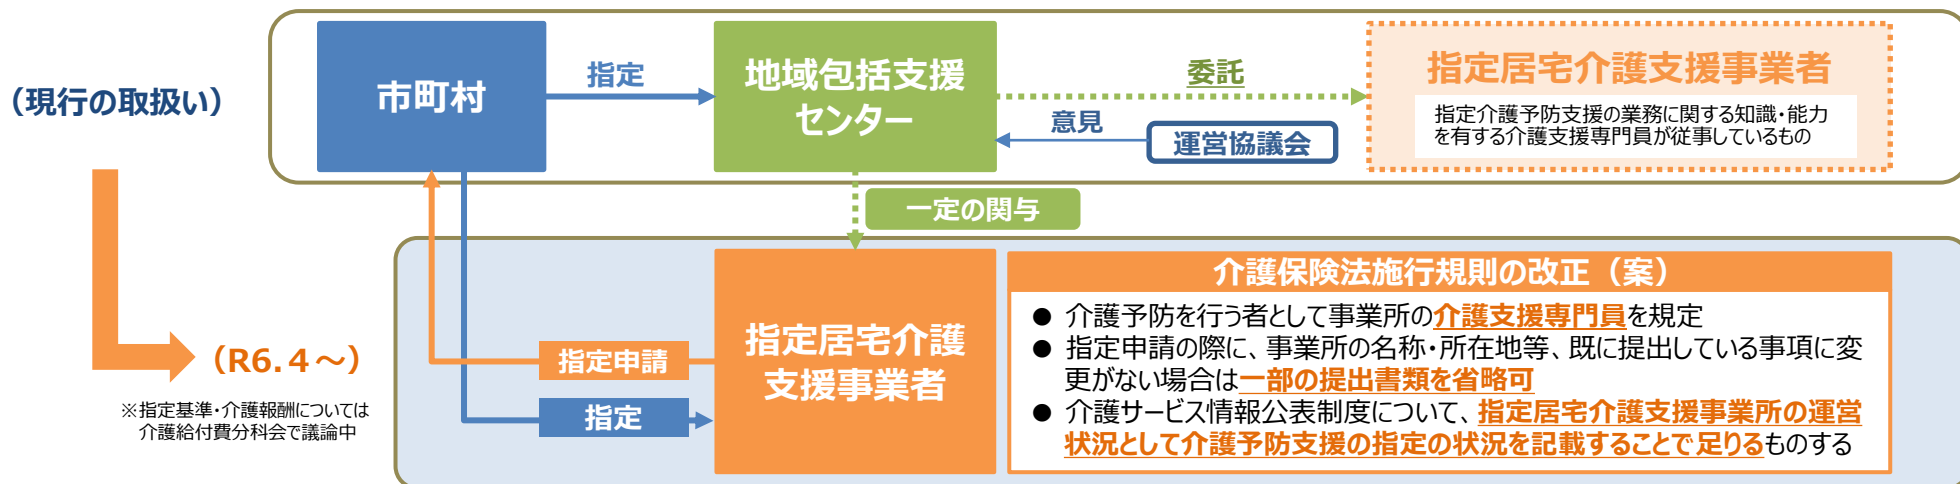 （現行の取扱い）
市町村
指定
地域包括支援
センター
委託
意見
運営協議会
指定居宅介護支援事業者
指定介護予防支援の業務に関する知識・能力
を有する介護支援専門員が従事しているもの
一定の関与
（R6.４～）
※指定基準・介護報酬については
介護給付費分科会で議論中
指定申請
指定
指定居宅介護
支援事業者
介護保険法施行規則の改正（案）
● 介護予防を行う者として事業所の介護支援専門員を規定
● 指定申請の際に、事業所の名称・所在地等、既に提出している事項に変
更がない場合は一部の提出書類を省略可
● 介護サービス情報公表制度について、指定居宅介護支援事業所の運営
状況として介護予防支援の指定の状況を記載することで足りるものする